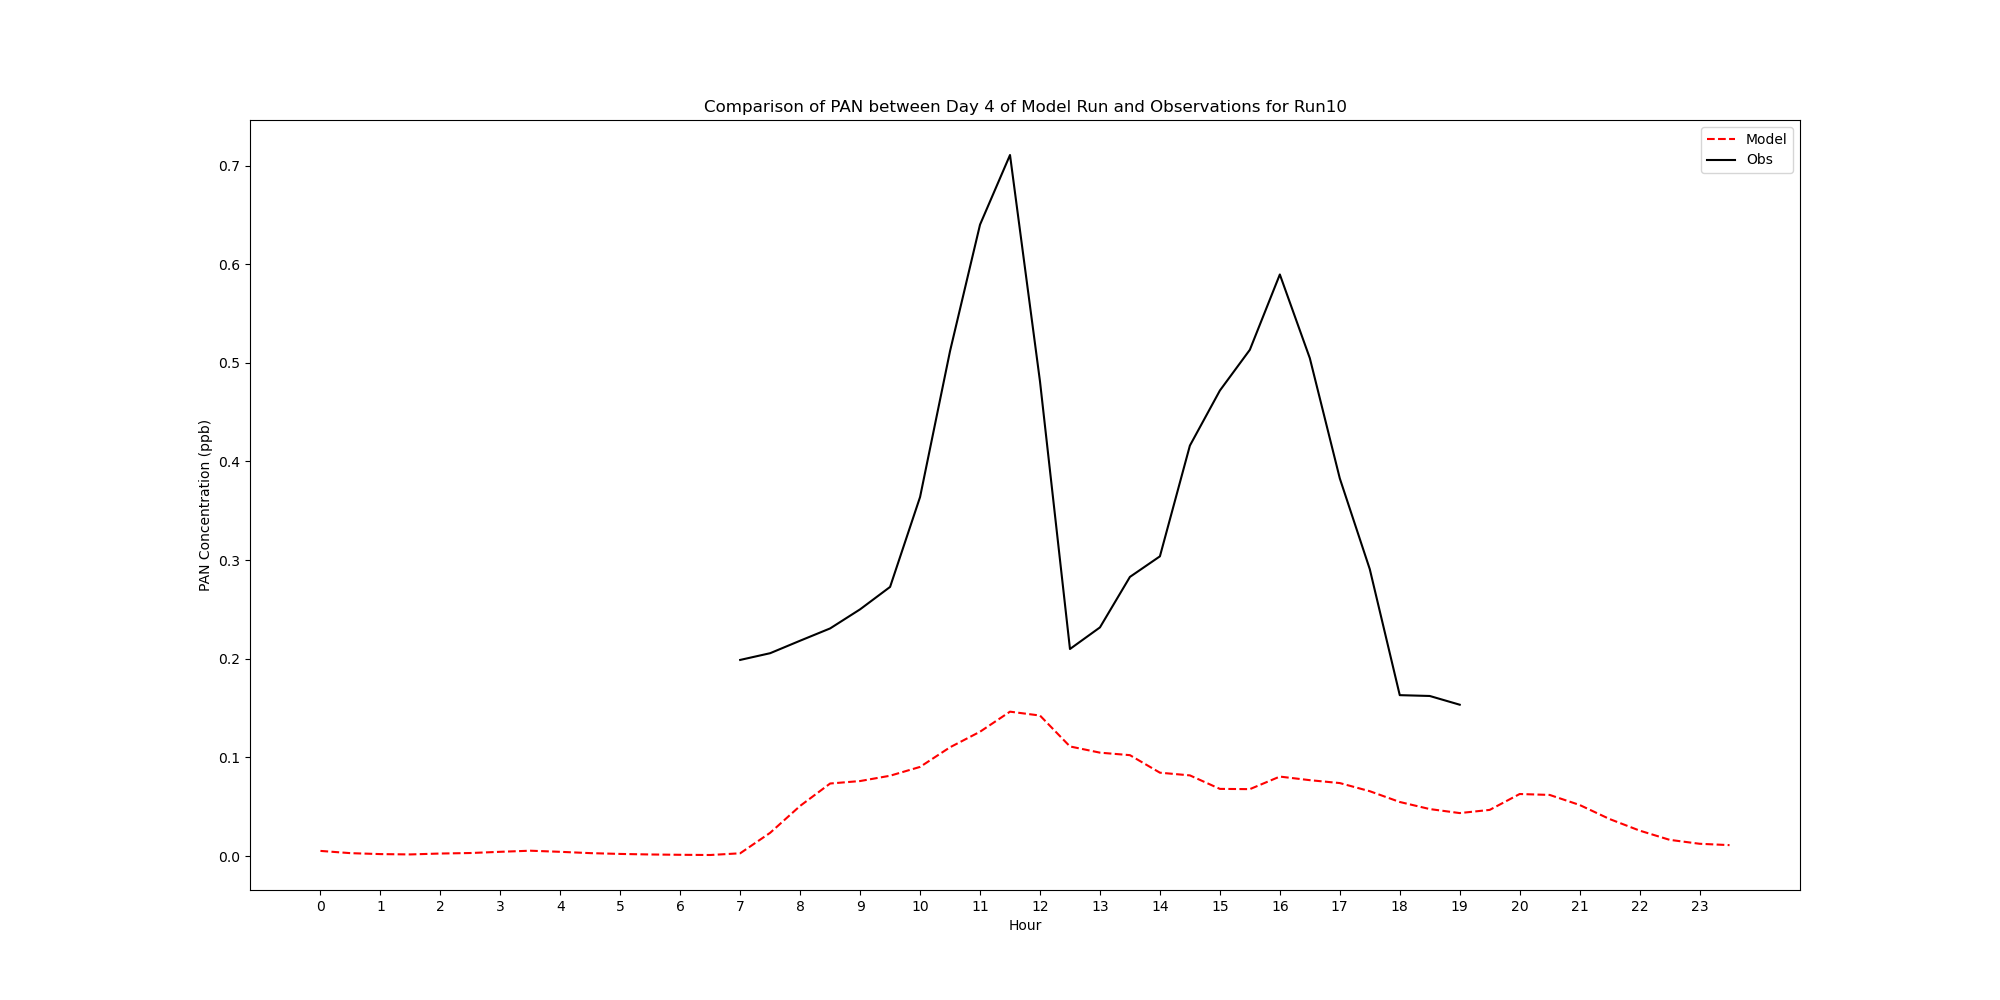 Comparison of PAN between Day 4 of Model Run and Observations for Run10
Model
Obs
PAN Concentration (ppb)
0.7
0.6
0.5
0.4
0.3
0.2
0.1
0.0
0 1 2 3 4 5 6 7 8 9 10 11 12 13 14 15 16 17 18 19 20 21 22 23
Hour